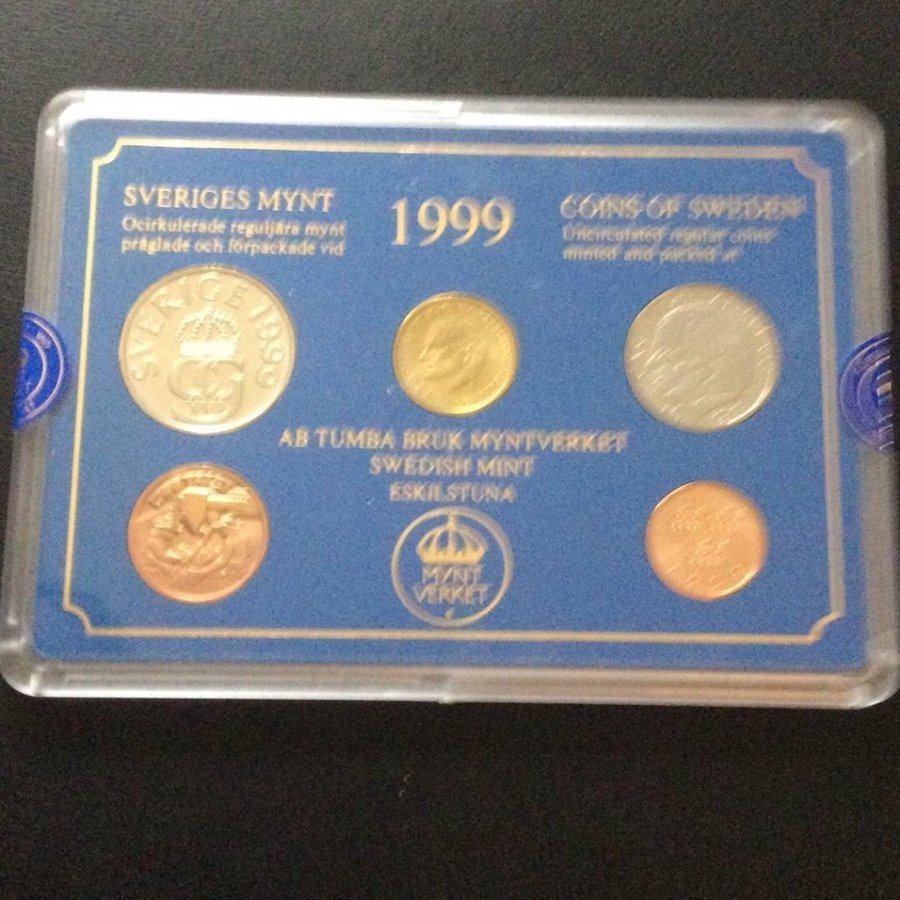 SVERIGES MYNT
Ocirkulerade reguljära mynt
präglade och förpackade vid
1999
COINS OF SWEDEN
Uncirculated regular coins
minted and packed at
SVERIGE 1999
AB TUMBA BRUK MYNTVERKET
SWEDISH MINT
ESKILSTUNA
MYNT
VERKET